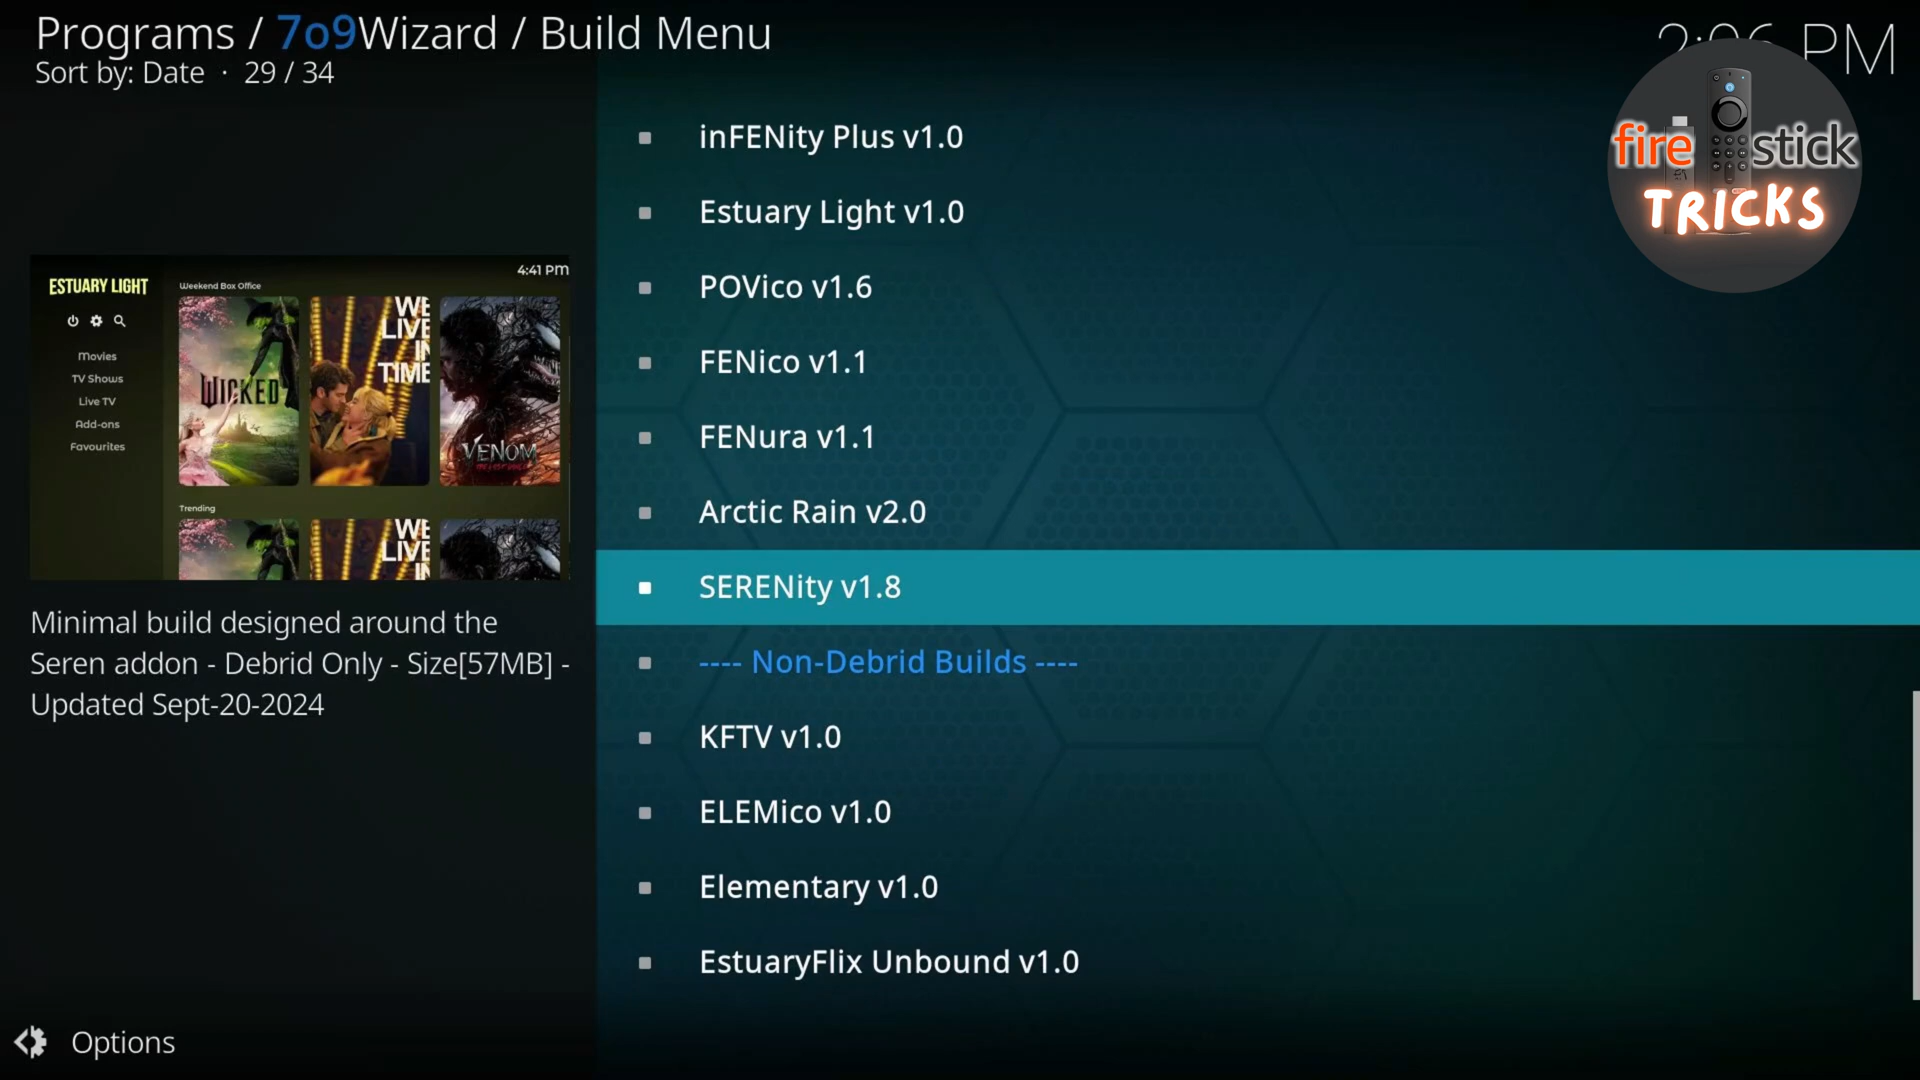 Programs / 7o9Wizard / Build Menu
Sort by: Date · 29 / 34
PM
fire stick
TRICKS
inFENity Plus v1.0
Estuary Light v1.0
POVico v1.6
FENico v1.1
FENura v1.1
Arctic Rain v2.0
SERENity v1.8
---- Non-Debrid Builds ----
KFTV v1.0
ELEMico v1.0
Elementary v1.0
EstuaryFlix Unbound v1.0
ESTUARY LIGHT
4:41 PM
Weekend Box Office
Movies
TV Shows
Live TV
Add-ons
Favourites
WICKED
WE
LIVE
IN
TIME
VENOM
Trending
WE
LIVE
Minimal build designed around the
Seren addon - Debrid Only - Size[57MB] -
Updated Sept-20-2024
Options